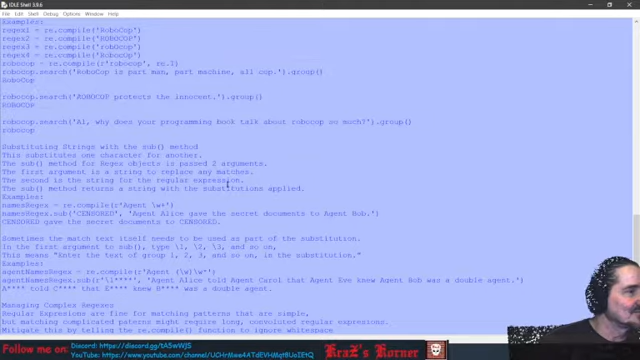 IDLE Shell 3.9.6
File Edit Shell Debug Options Window Help
Examples:
regex1 = re.compile('RoboCop')
regex2 = re.compile('ROBOCOP')
regex3 = re.compile('robOcop')
regex4 = re.compile('RobOcop')
robocop = re.compile(r'robocop', re.I)
robocop.search('RoboCop is part man, part machine, all cop.').group()
RoboCop
robocop.search('ROBOCOP protects the innocent.').group()
ROBOCOP
robocop.search('Al, why does your programming book talk about robocop so much?').group()
robocop
Substituting Strings with the sub() method
This substitutes one character for another.
The sub() method for Regex objects is passed 2 arguments.
The first argument is a string to replace any matches.
The second is the string for the regular expression.
The sub() method returns a string with the substitutions applied.
Examples:
namesRegex = re.compile(r'Agent \w+')
namesRegex.sub('CENSORED', 'Agent Alice gave the secret documents to Agent Bob.')
CENSORED gave the secret documents to CENSORED.
Sometimes the match text itself needs to be used as part of the substitution.
In the first argument to sub(), type \1, \2, \3, and so on,
This means "Enter the text of group 1, 2, 3, and so on, in the substitution."
Examples:
agentNamesRegex = re.compile(r'Agent (\w)\w*')
agentNamesRegex.sub(r'\1****', 'Agent Alice told Agent Carol that Agent Eve knew Agent Bob was a double agent.')
A**** told C**** that E**** knew B**** was a double agent.
Managing Complex Regexes
Regular Expressions are fine for matching patterns that are simple,
but matching complicated patterns might require long, convoluted regular expressions.
Mitigate this by telling the re.compile() function to ignore whitespace
Follow me on:
Discord: https://discord.gg/tA5wWJS
YouTube: https://www.youtube.com/channel/
KraZ's Korner